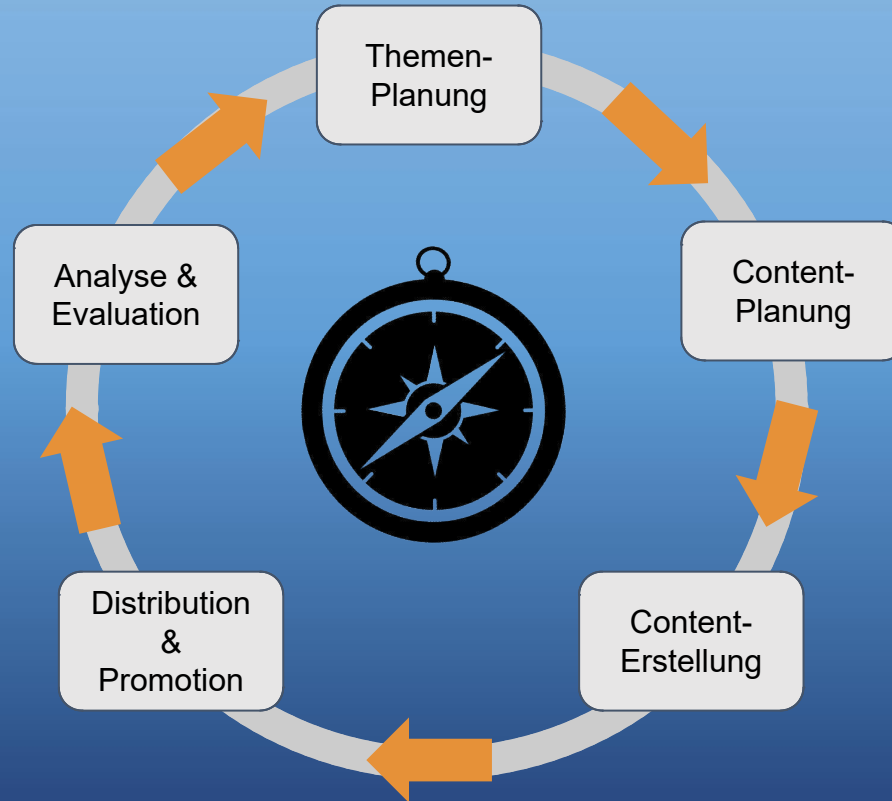 Themen-
Planung
Content-
Planung
Content-
Erstellung
Distribution
&
Promotion
Analyse &
Evaluation